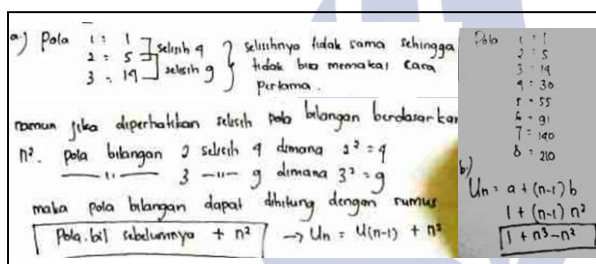 a.) Pola 1 : 1
2 : 5
3 : 14
selisih 4
selisih 9
selisihnya tidak sama sehingga
tidak bisa memakai cara
pertama.
namun jika diperhatikan selisih pola bilangan berdasarkan
n². pola bilangan 2 selisih 4 dimana 2² = 4
—— " —— 3 —"— 9 dimana 3² = 9
maka pola bilangan dapat dihitung dengan rumus
Pola.bil sebelumnya + n² → Un = U(n-1) + n²
Pola 1 : 1
2 : 5
3 : 14
4 : 30
5 : 55
6 : 91
7 : 140
8 : 210
b)
Un = a + (n-1) b
1 + (n-1) n²
1 + n³ - n²